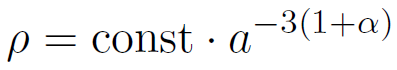 ρ = const · a^{-3(1+α)}